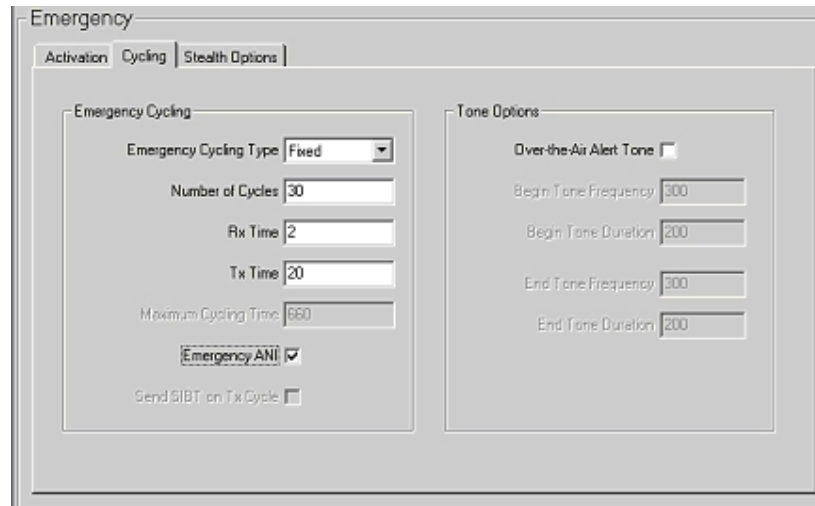 Emergency
Activation Cycling Stealth Options
Emergency Cycling
Emergency Cycling Type Fixed
Number of Cycles 30
Rx Time 2
Tx Time 20
Maximum Cycling Time 660
Emergency ANI
Send SIBT on Tx Cycle
Tone Options
Over-the-Air Alert Tone
Begin Tone Frequency 300
Begin Tone Duration 200
End Tone Frequency 300
End Tone Duration 200